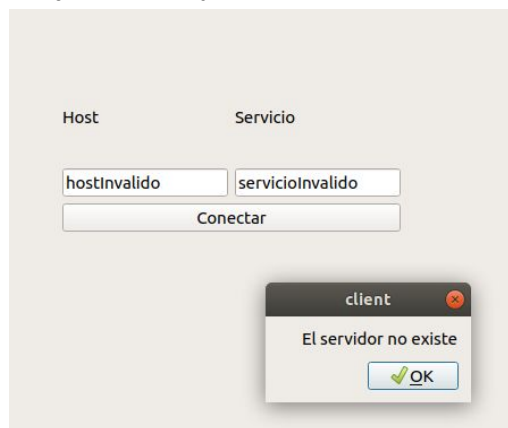 Host Servicio
hostInvalido servicioInvalido
Conectar
client
El servidor no existe
OK